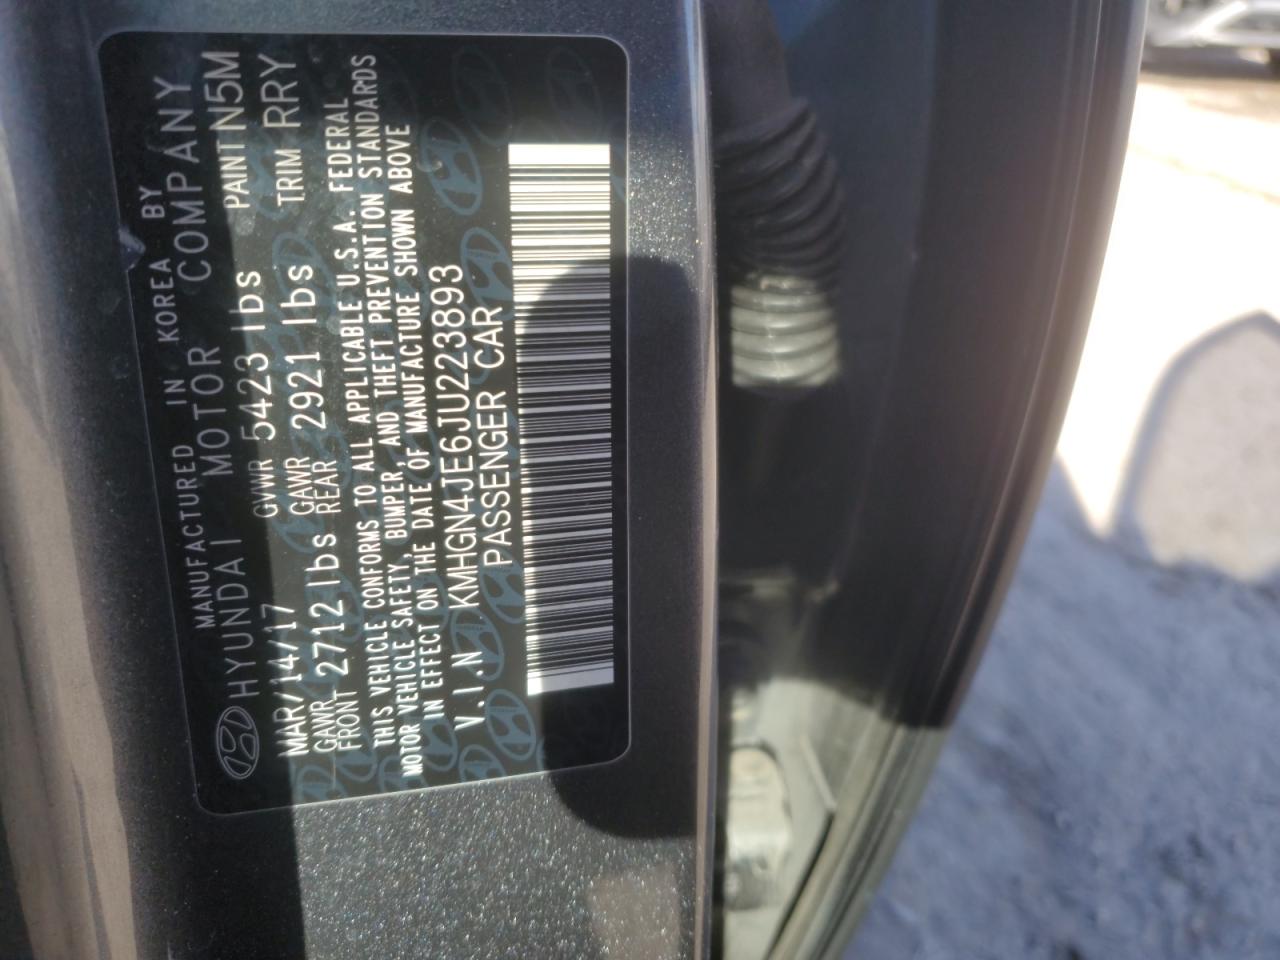 MANUFACTURED IN KOREA BY
HYUNDAI MOTOR COMPANY
MAR/14/17 GVWR 5423 lbs PAINT N5M
GAWR FRONT 2712 lbs GAWR REAR 2921 lbs TRIM RRY
THIS VEHICLE CONFORMS TO ALL APPLICABLE U.S.A. FEDERAL
MOTOR VEHICLE SAFETY, BUMPER, AND THEFT PREVENTION STANDARDS
IN EFFECT ON THE DATE OF MANUFACTURE SHOWN ABOVE
V.I.N KMHGN4JE6JU223893
PASSENGER CAR